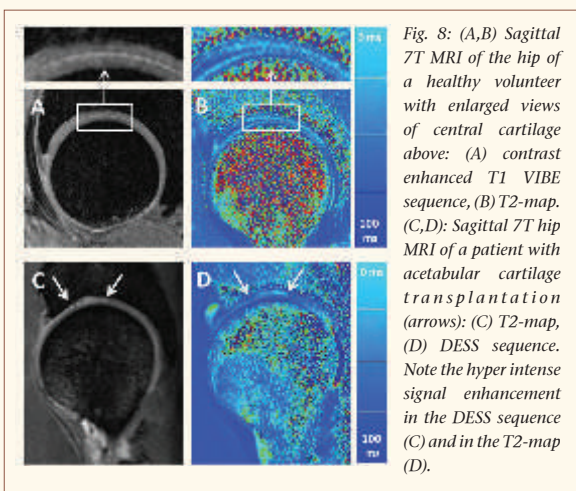 0 ms
A
B
100
ms
C
D
0 ms
100
ms
Fig. 8: (A,B) Sagittal
7T MRI of the hip of
a healthy volunteer
with enlarged views
of central cartilage
above: (A) contrast
enhanced T1 VIBE
sequence, (B) T2-map.
(C,D): Sagittal 7T hip
MRI of a patient with
acetabular cartilage
transplantation
(arrows): (C) T2-map,
(D) DESS sequence.
Note the hyper intense
signal enhancement
in the DESS sequence
(C) and in the T2-map
(D).